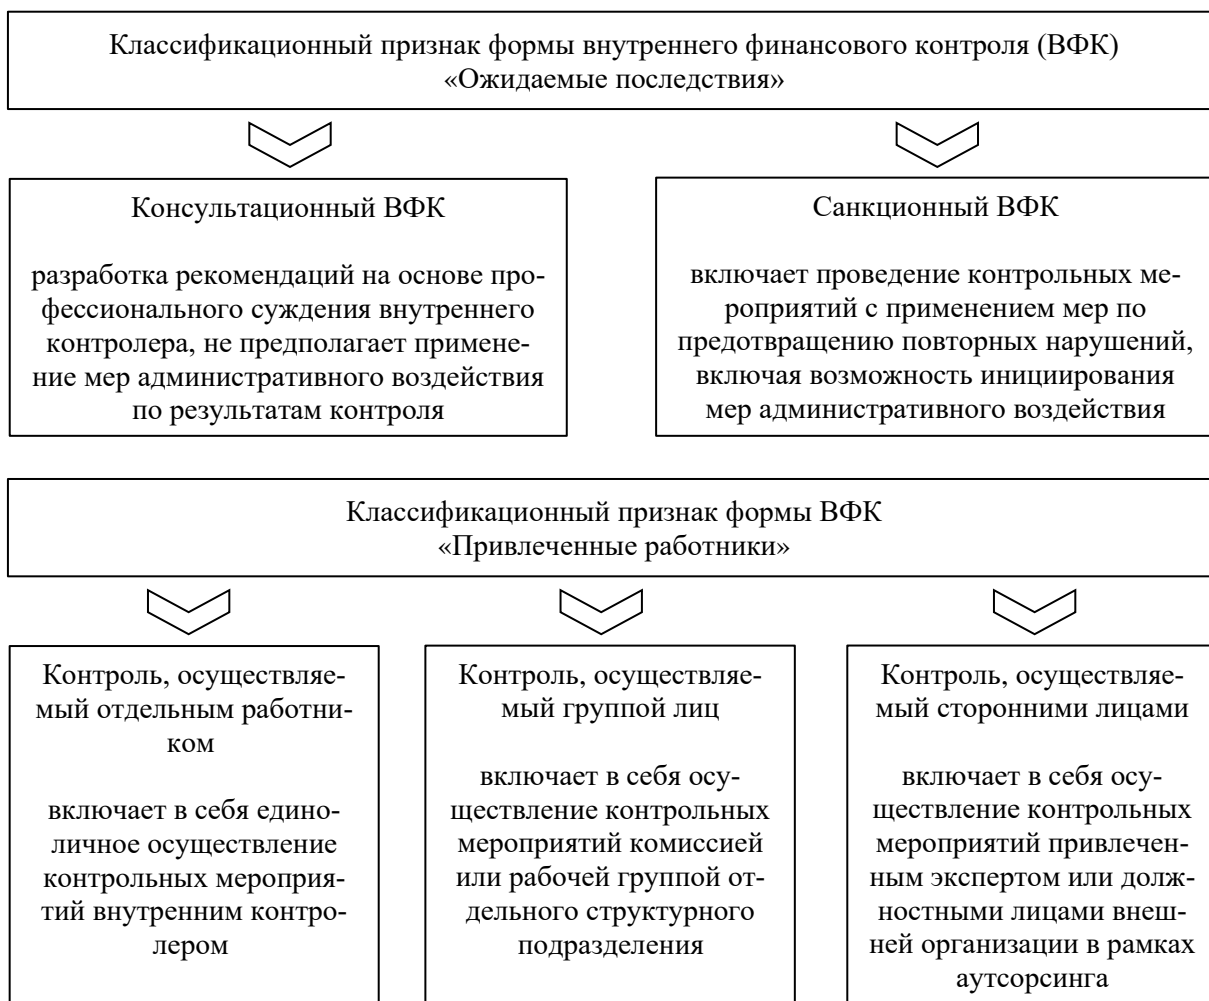 Классификационный признак формы внутреннего финансового контроля (ВФК)
«Ожидаемые последствия»
Консультационный ВФК
разработка рекомендаций на основе про-
фессионального суждения внутреннего
контролера, не предполагает примене-
ние мер административного воздействия
по результатам контроля
Санкционный ВФК
включает проведение контрольных ме-
роприятий с применением мер по
предотвращению повторных нарушений,
включая возможность инициирования
мер административного воздействия
Классификационный признак формы ВФК
«Привлеченные работники»
Контроль, осуществляе-
мый отдельным работни-
ком
включает в себя едино-
личное осуществление
контрольных мероприя-
тий внутренним контро-
лером
Контроль, осуществляе-
мый группой лиц
включает в себя осу-
ществление контрольных
мероприятий комиссией
или рабочей группой от-
дельного структурного
подразделения
Контроль, осуществляе-
мый сторонними лицами
включает в себя осу-
ществление контрольных
мероприятий привлечен-
ным экспертом или долж-
ностными лицами внеш-
ней организации в рамках
аутсорсинга